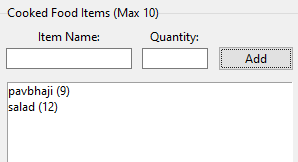 Cooked Food Items (Max 10)
Item Name: Quantity:
Add
pavbhaji (9)
salad (12)